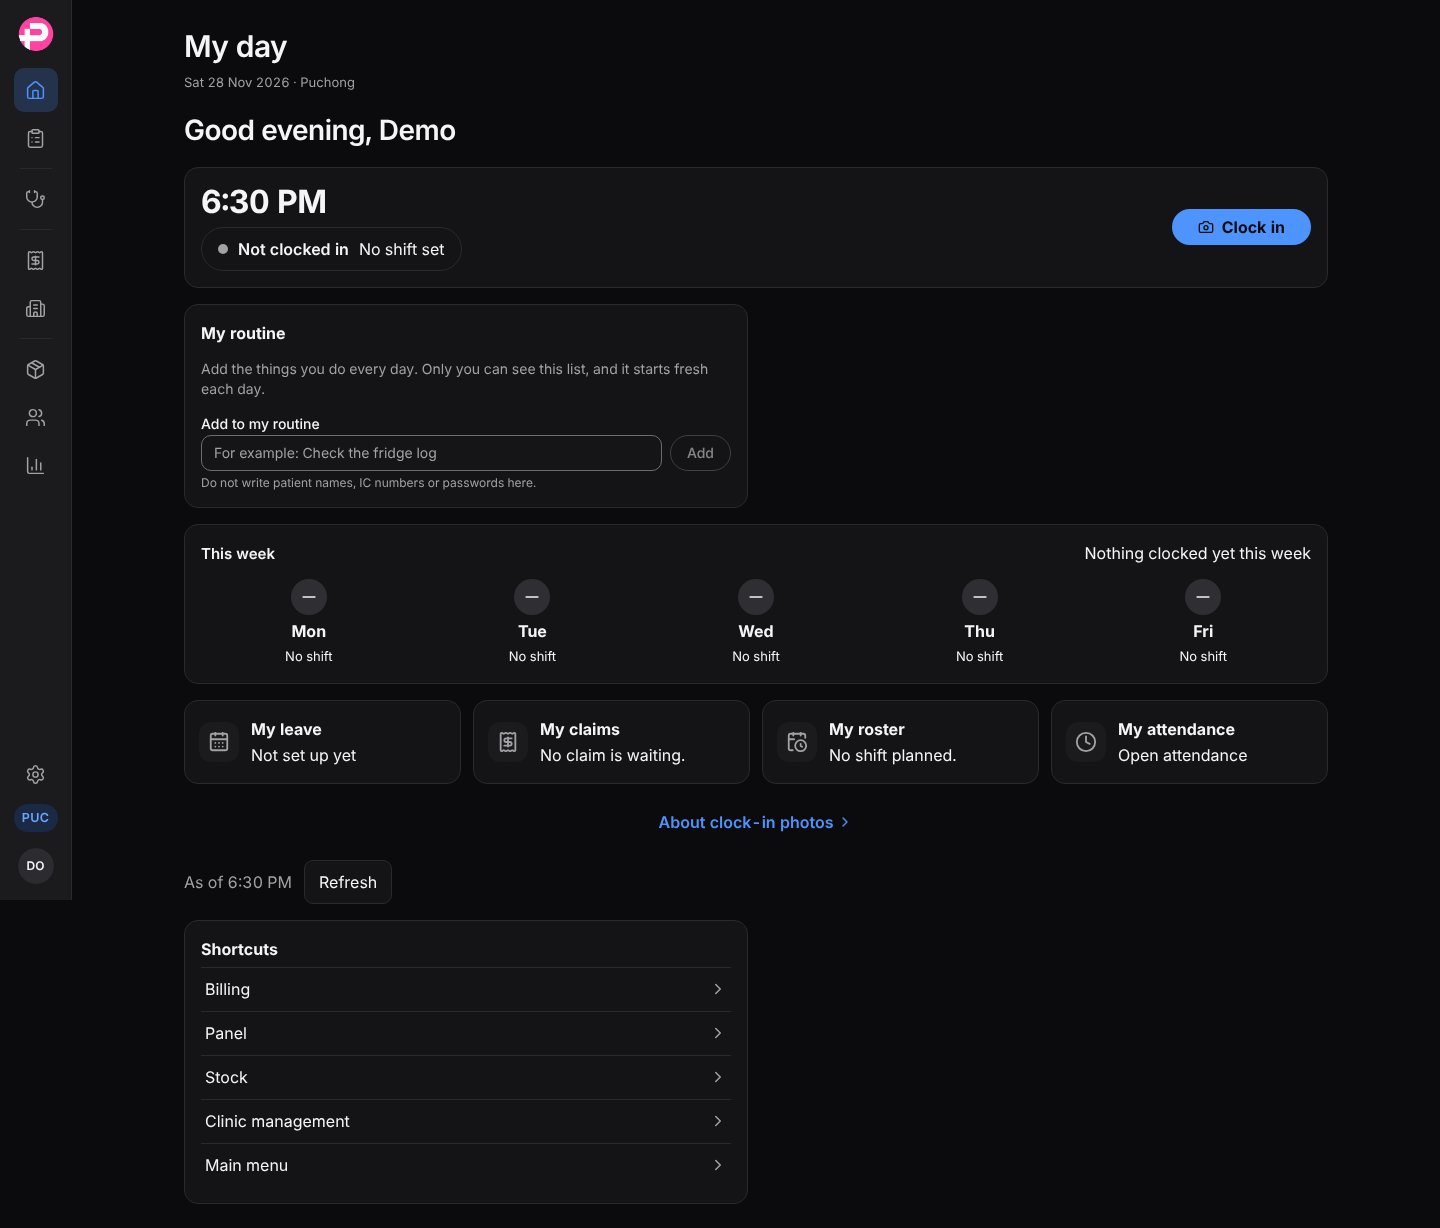 My day
Sat 28 Nov 2026 · Puchong
Good evening, Demo
6:30 PM
Not clocked in No shift set
Clock in
My routine
Add the things you do every day. Only you can see this list, and it starts fresh
each day.
Add to my routine
For example: Check the fridge log
Add
Do not write patient names, IC numbers or passwords here.
This week
Nothing clocked yet this week
Mon
No shift
Tue
No shift
Wed
No shift
Thu
No shift
Fri
No shift
My leave
Not set up yet
My claims
No claim is waiting.
My roster
No shift planned.
My attendance
Open attendance
About clock-in photos
As of 6:30 PM
Refresh
Shortcuts
Billing
Panel
Stock
Clinic management
Main menu
PUC
DO